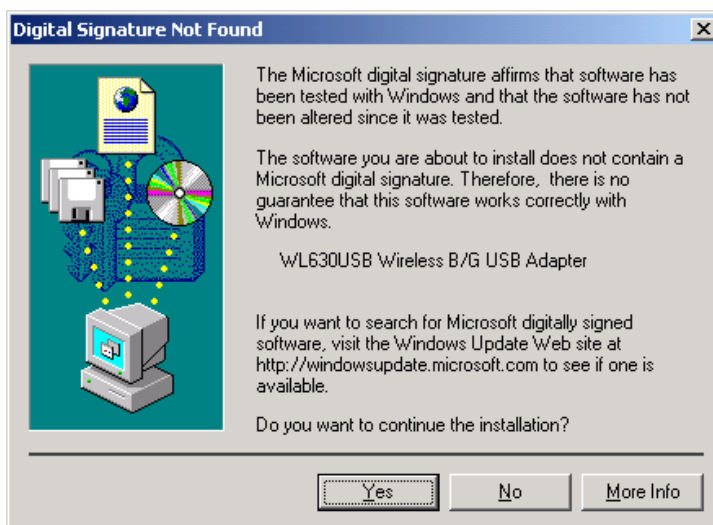 Digital Signature Not Found
The Microsoft digital signature affirms that software has
been tested with Windows and that the software has not
been altered since it was tested.
The software you are about to install does not contain a
Microsoft digital signature. Therefore, there is no
guarantee that this software works correctly with
Windows.
WL630USB Wireless B/G USB Adapter
If you want to search for Microsoft digitally signed
software, visit the Windows Update Web site at
http://windowsupdate.microsoft.com to see if one is
available.
Do you want to continue the installation?
Yes No More Info